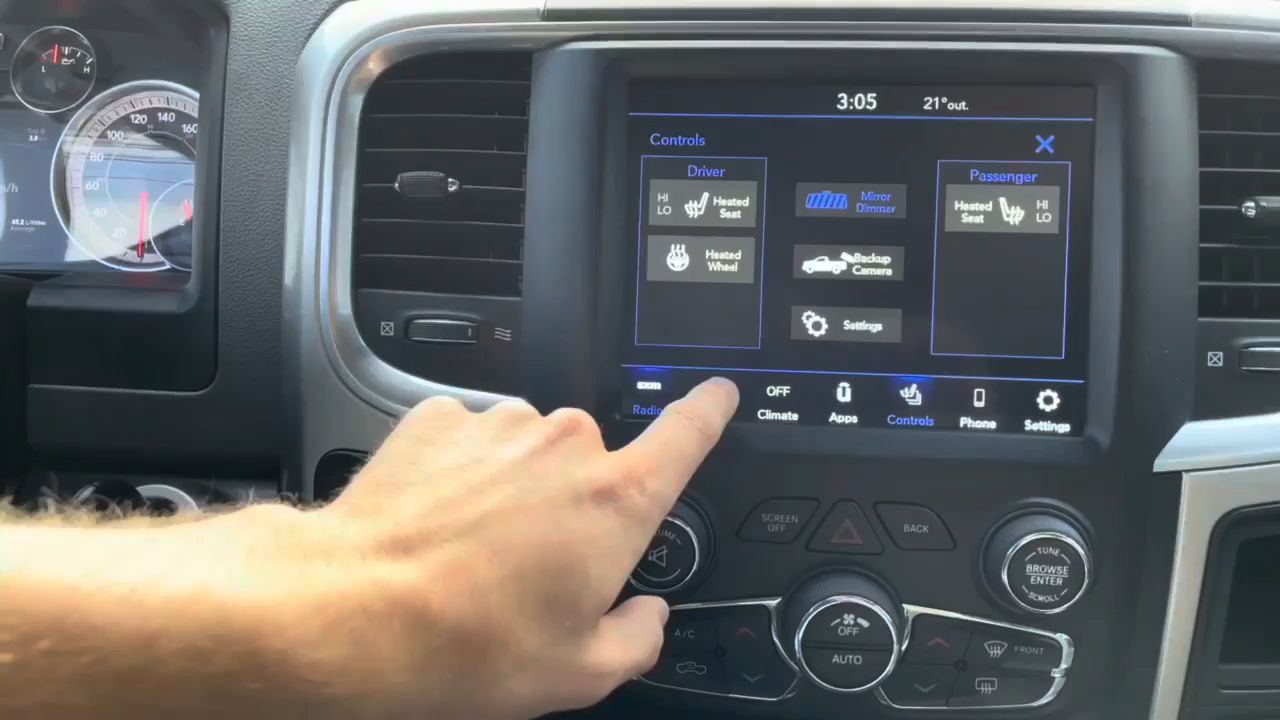 3:05
21°out.
Controls
X
Driver
HI
LO
Heated
Seat
Heated
Wheel
Mirror
Dimmer
Backup
Camera
Settings
Passenger
Heated
Seat
HI
LO
sxm
Radio
OFF
Climate
Apps
Controls
Phone
Settings
SCREEN
OFF
BACK
TUNE
BROWSE
ENTER
SCROLL
A/C
OFF
AUTO
FRONT
L
H
20
40
60
80
100
120
140
160